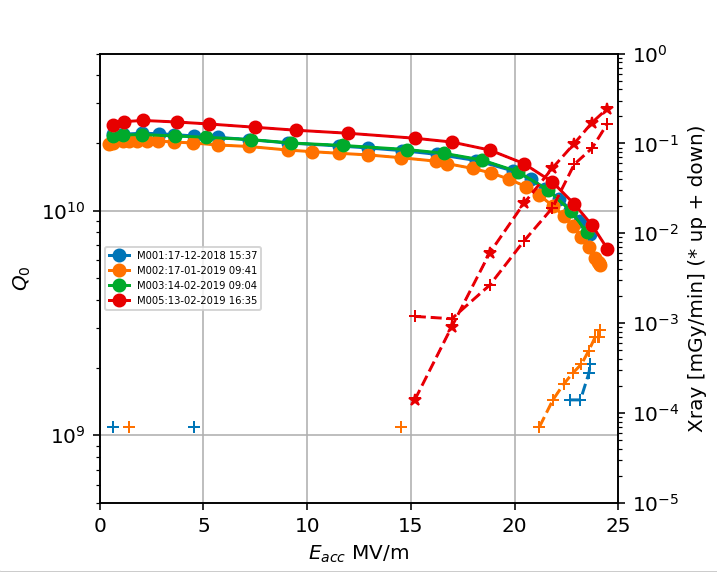 10^0
10^-1
10^10
10^-2
Q_0
M001:17-12-2018 15:37
M002:17-01-2019 09:41
M003:14-02-2019 09:04
M005:13-02-2019 16:35
10^-3
Xray [mGy/min] (* up + down)
10^-4
10^9
10^-5
0 5 10 15 20 25
E_acc MV/m